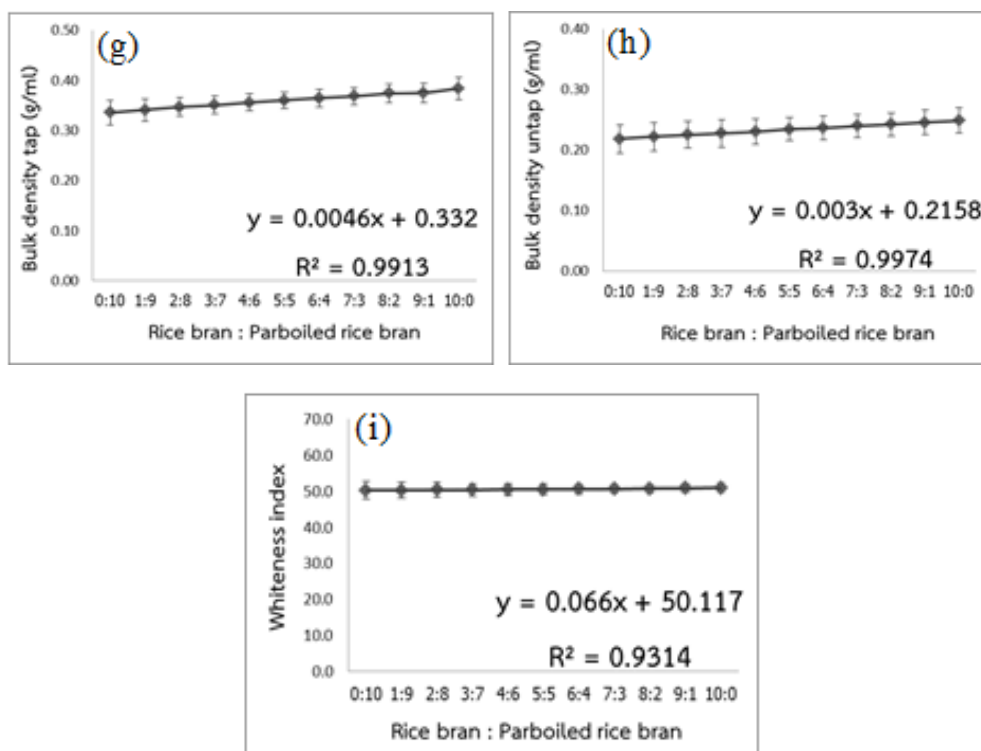 (g)
Bulk density tap (g/ml)
0.50
0.40
0.30
0.20
0.10
0.00
y = 0.0046x + 0.332
R² = 0.9913
0:10 1:9 2:8 3:7 4:6 5:5 6:4 7:3 8:2 9:1 10:0
Rice bran : Parboiled rice bran
(h)
Bulk density untap (g/ml)
0.40
0.30
0.20
0.10
0.00
y = 0.003x + 0.2158
R² = 0.9974
0:10 1:9 2:8 3:7 4:6 5:5 6:4 7:3 8:2 9:1 10:0
Rice bran : Parboiled rice bran
(i)
Whiteness index
70.0
60.0
50.0
40.0
30.0
20.0
10.0
0.0
y = 0.066x + 50.117
R² = 0.9314
0:10 1:9 2:8 3:7 4:6 5:5 6:4 7:3 8:2 9:1 10:0
Rice bran : Parboiled rice bran